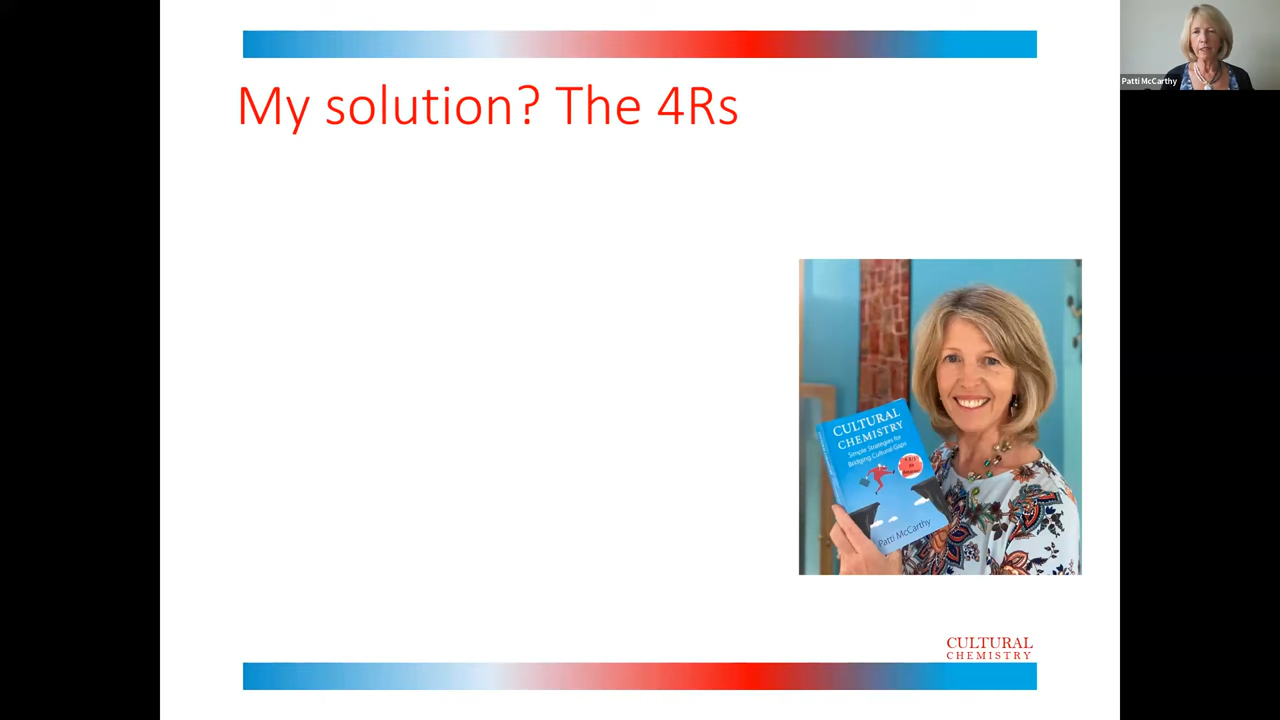 My solution? The 4Rs
Patti McCarthy
CULTURAL
CHEMISTRY
Simple Strategies for
Bridging Cultural Gaps
Patti McCarthy
CULTURAL
CHEMISTRY